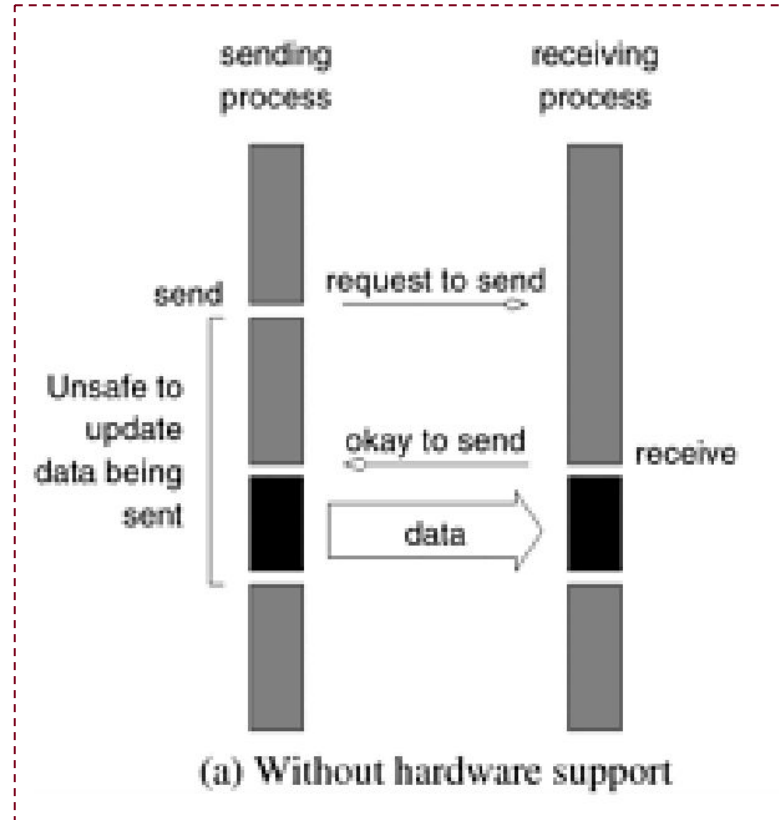 sending
process
receiving
process
send
request to send
Unsafe to
update
data being
sent
okay to send
receive
data
(a) Without hardware support